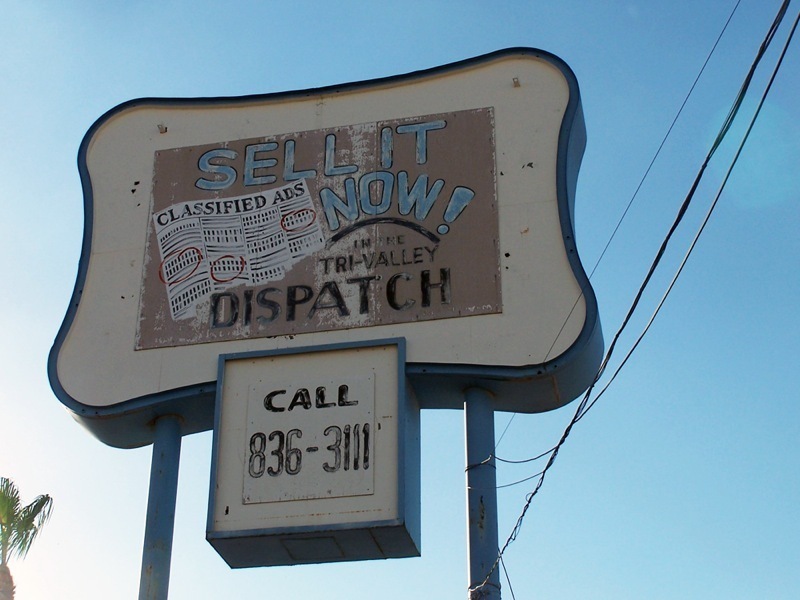 SELL IT
NOW!
CLASSIFIED ADS
IN THE
TRI-VALLEY
DISPATCH
CALL
836-3111